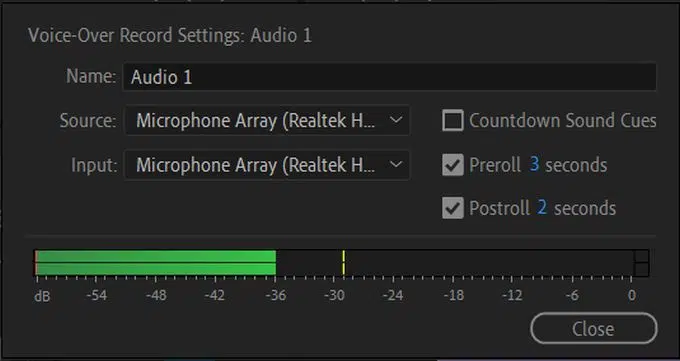 Voice-Over Record Settings: Audio 1
Name: Audio 1
Source: Microphone Array (Realtek H... Countdown Sound Cues
Input: Microphone Array (Realtek H... Preroll 3 seconds
Postroll 2 seconds
dB -54 -48 -42 -36 -30 -24 -18 -12 -6 0
Close